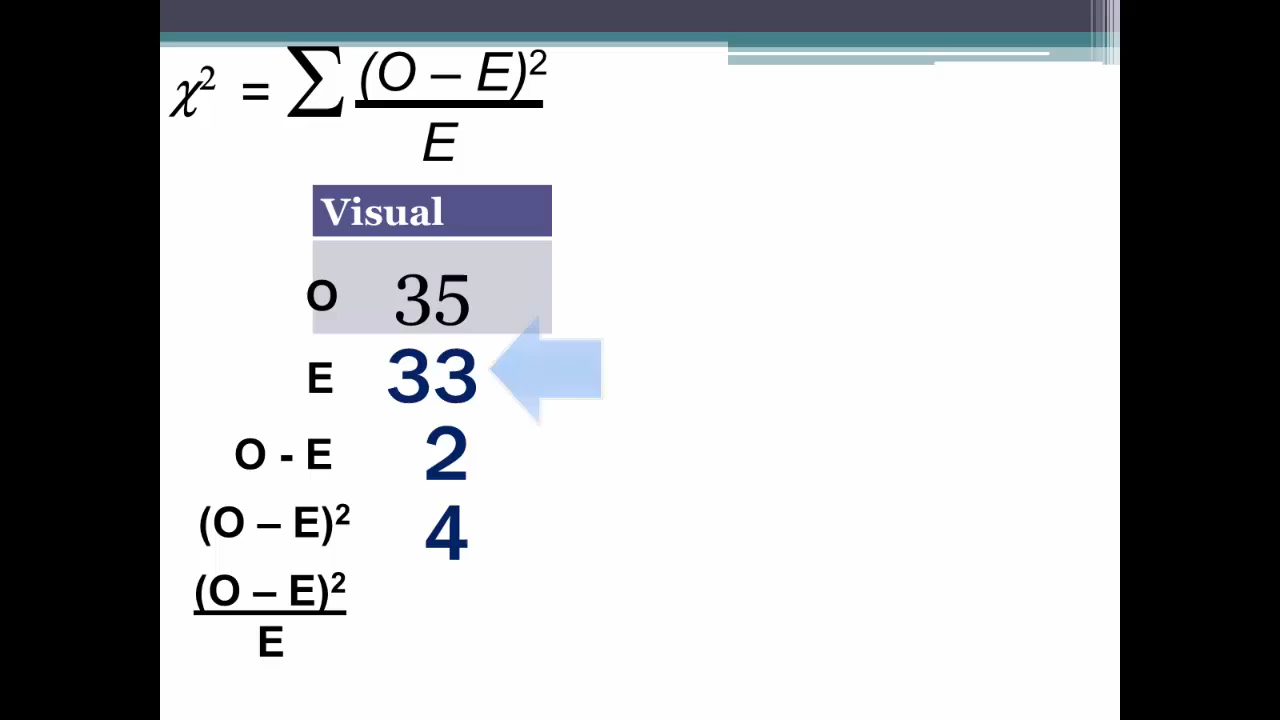 χ² = ∑ (O – E)²
E
Visual
O 35
E 33
O - E 2
(O – E)² 4
(O – E)²
E